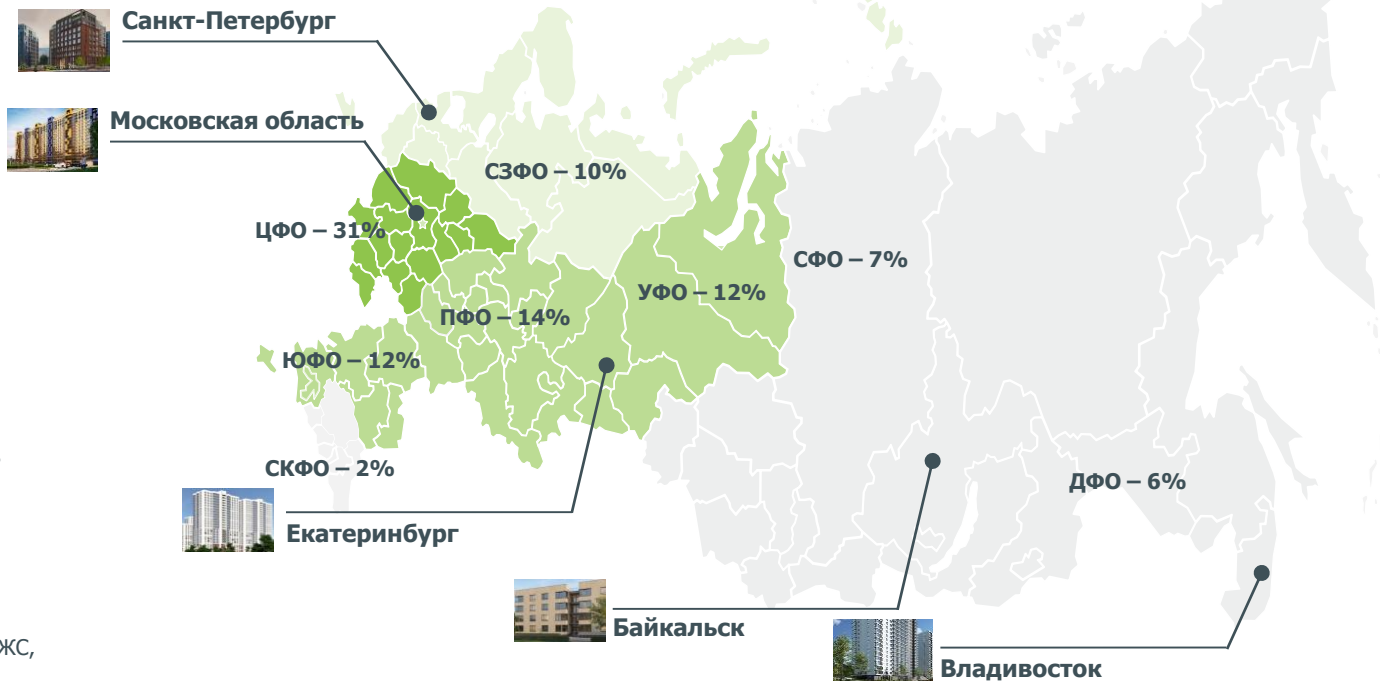 Санкт-Петербург
Московская область
СЗФО – 10%
ЦФО – 31%
СФО – 7%
УФО – 12%
ПФО – 14%
ЮФО – 12%
СКФО – 2%
ДФО – 6%
Екатеринбург
Байкальск
Владивосток
ЖС,